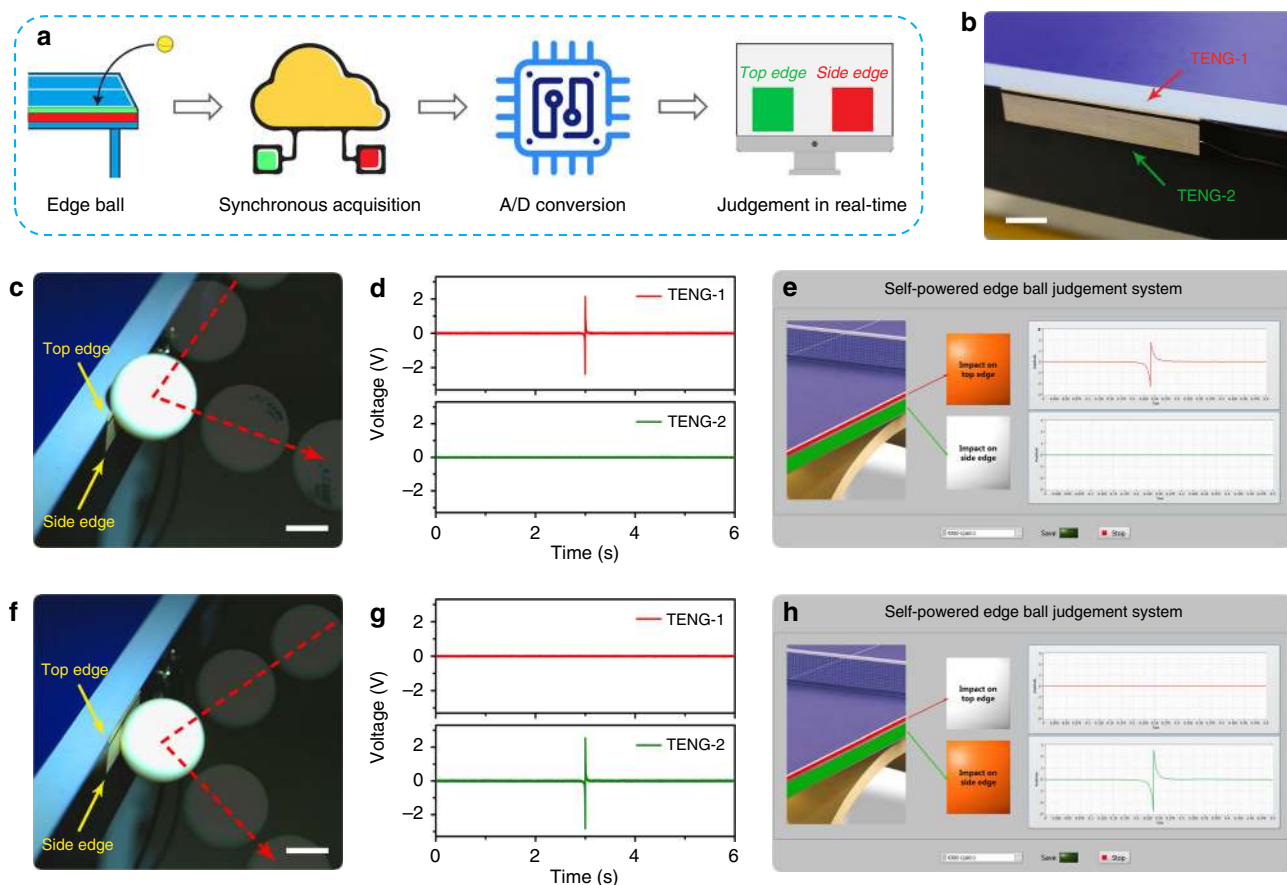 a
Top edge
Side edge
Edge ball
Synchronous acquisition
A/D conversion
Judgement in real-time
b
TENG-1
TENG-2
c
Top edge
Side edge
d
TENG-1
2
0
−2
Voltage (V)
TENG-2
2
0
−2
0
2
4
6
Time (s)
e
Self-powered edge ball judgement system
Impact on
top edge
Impact on
side edge
Save
Stop
f
Top edge
Side edge
g
TENG-1
2
0
−2
Voltage (V)
TENG-2
2
0
−2
0
2
4
6
Time (s)
h
Self-powered edge ball judgement system
Impact on
top edge
Impact on
side edge
Save
Stop